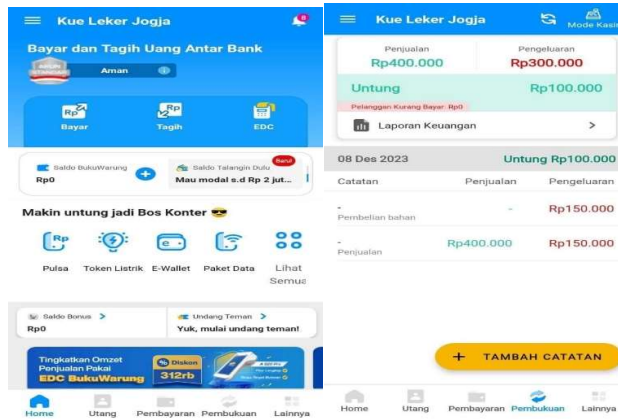 Kue Leker Jogja
8
Bayar dan Tagih Uang Antar Bank
STANDAR
Aman
Bayar
Tagih
EDC
Saldo BukuWarung
Rp0
Saldo Talangin Dulu
Baru!
Mau modal s.d Rp 2 jut...
Makin untung jadi Bos Konter 😎
Pulsa
Token Listrik
E-Wallet
Paket Data
Lihat Semua
Saldo Bonus >
Rp0
Undang Teman >
Yuk, mulai undang teman!
Tingkatkan Omzet
Penjualan Pakai
EDC BukuWarung
Diskon
312rb
Home
Utang
Pembayaran
Pembukuan
Lainnya
Kue Leker Jogja
Mode Kasi
Penjualan
Rp400.000
Pengeluaran
Rp300.000
Untung
Rp100.000
Pelanggan Kurang Bayar: Rp0
Laporan Keuangan >
08 Des 2023
Untung Rp100.000
Catatan
Penjualan
Pengeluaran
-
Pembelian bahan
-
Rp150.000
-
Penjualan
Rp400.000
Rp150.000
+ TAMBAH CATATAN
Home
Utang
Pembayaran
Pembukuan
Lainnya